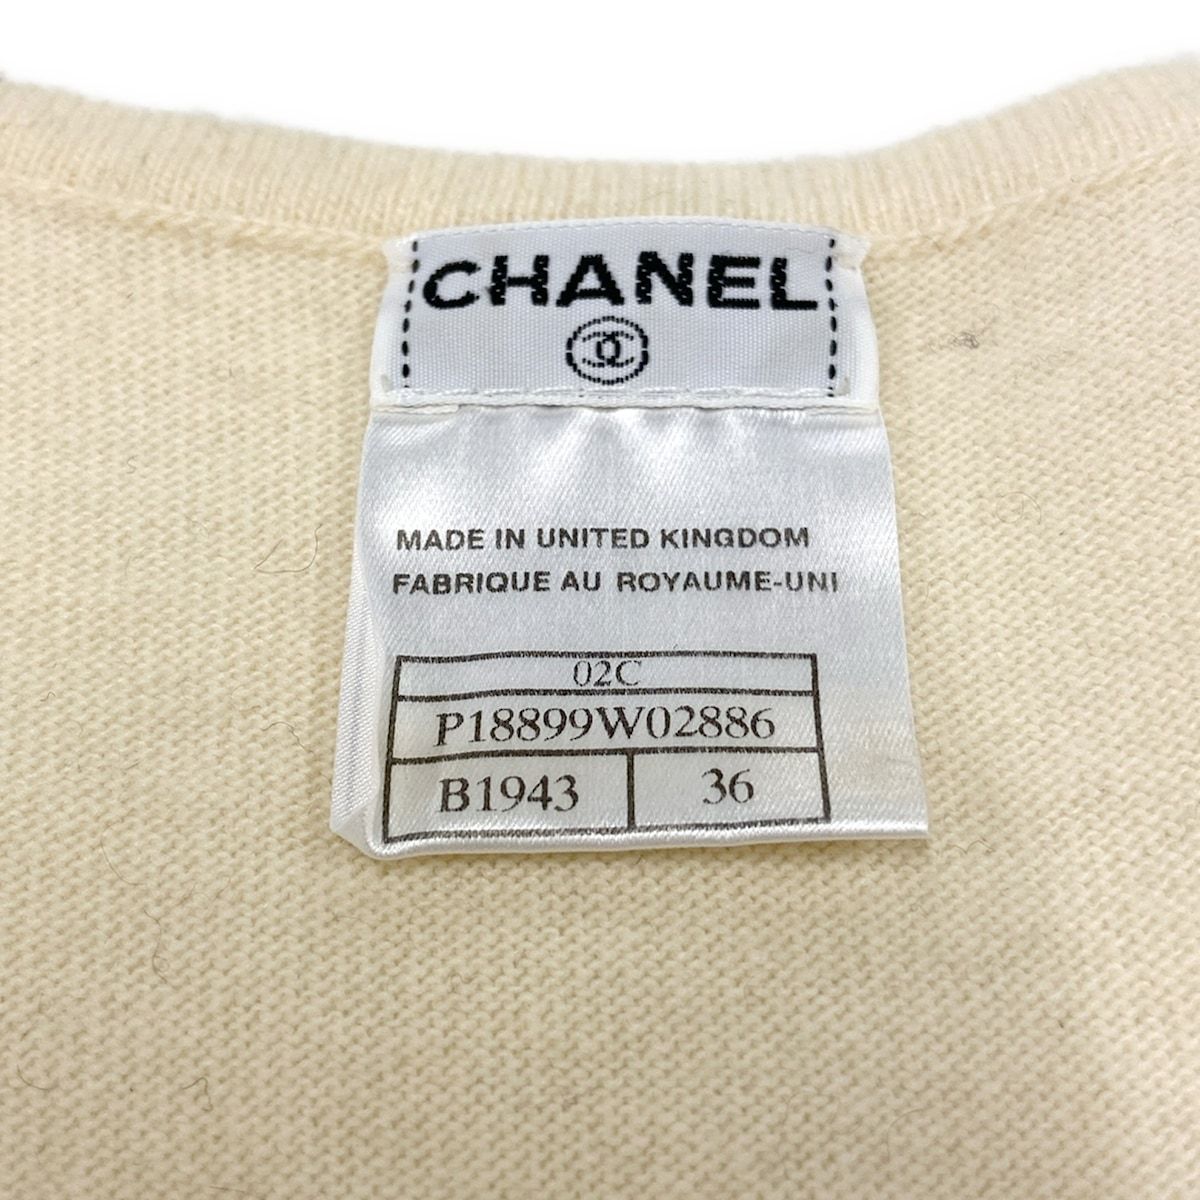 CHANEL
MADE IN UNITED KINGDOM
FABRIQUE AU ROYAUME-UNI
02C
P18899W02886
B1943 36